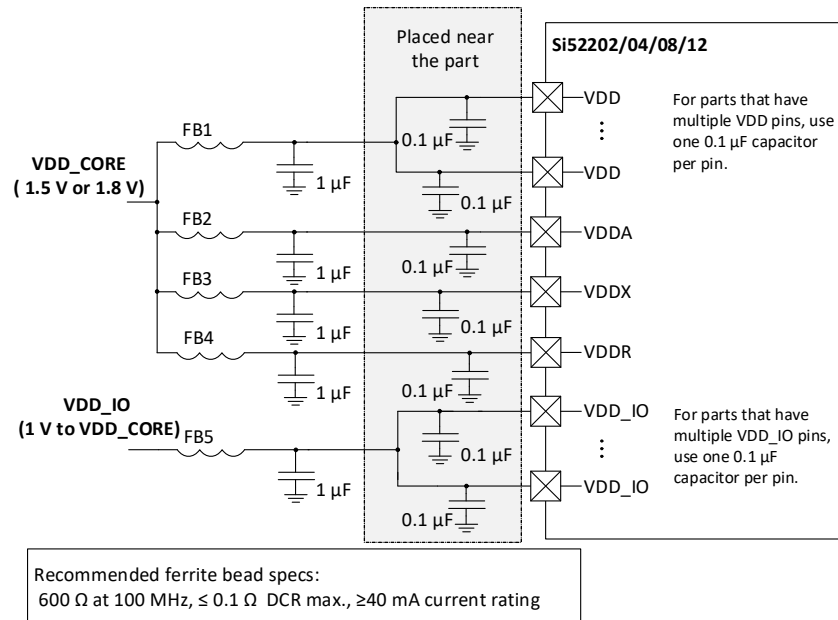 Placed near
the part
Si52202/04/08/12
VDD
For parts that have
multiple VDD pins, use
one 0.1 µF capacitor
per pin.
0.1 µF
⋮
FB1
VDD_CORE
( 1.5 V or 1.8 V)
1 µF
VDD
0.1 µF
FB2
VDDA
1 µF
0.1 µF
FB3
VDDX
1 µF
0.1 µF
FB4
VDDR
1 µF
0.1 µF
VDD_IO
(1 V to VDD_CORE)
FB5
VDD_IO
For parts that have
multiple VDD_IO pins,
use one 0.1 µF
capacitor per pin.
0.1 µF
⋮
1 µF
VDD_IO
0.1 µF
Recommended ferrite bead specs:
600 Ω at 100 MHz, ≤ 0.1 Ω DCR max., ≥40 mA current rating